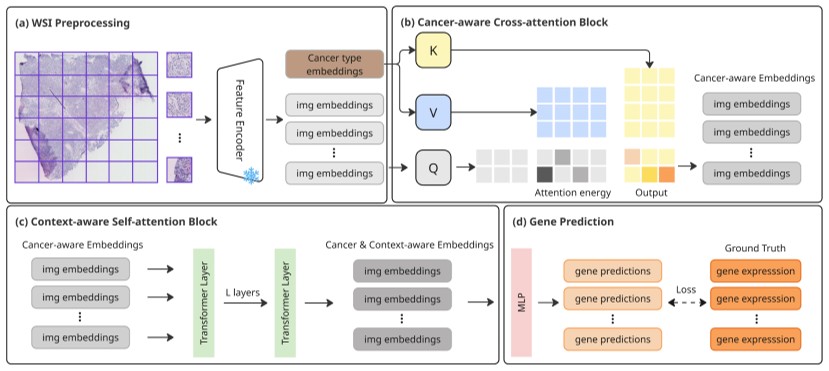 (a) WSI Preprocessing
Feature Encoder
Cancer type
embeddings
img embeddings
img embeddings
img embeddings
(b) Cancer-aware Cross-attention Block
K
V
Q
Attention energy
Output
Cancer-aware Embeddings
img embeddings
img embeddings
img embeddings
(c) Context-aware Self-attention Block
Cancer-aware Embeddings
img embeddings
img embeddings
img embeddings
Transformer Layer
L layers
Transformer Layer
Cancer & Context-aware Embeddings
img embeddings
img embeddings
img embeddings
(d) Gene Prediction
MLP
gene predictions
gene predictions
gene predictions
Loss
Ground Truth
gene expresssion
gene expresssion
gene expresssion